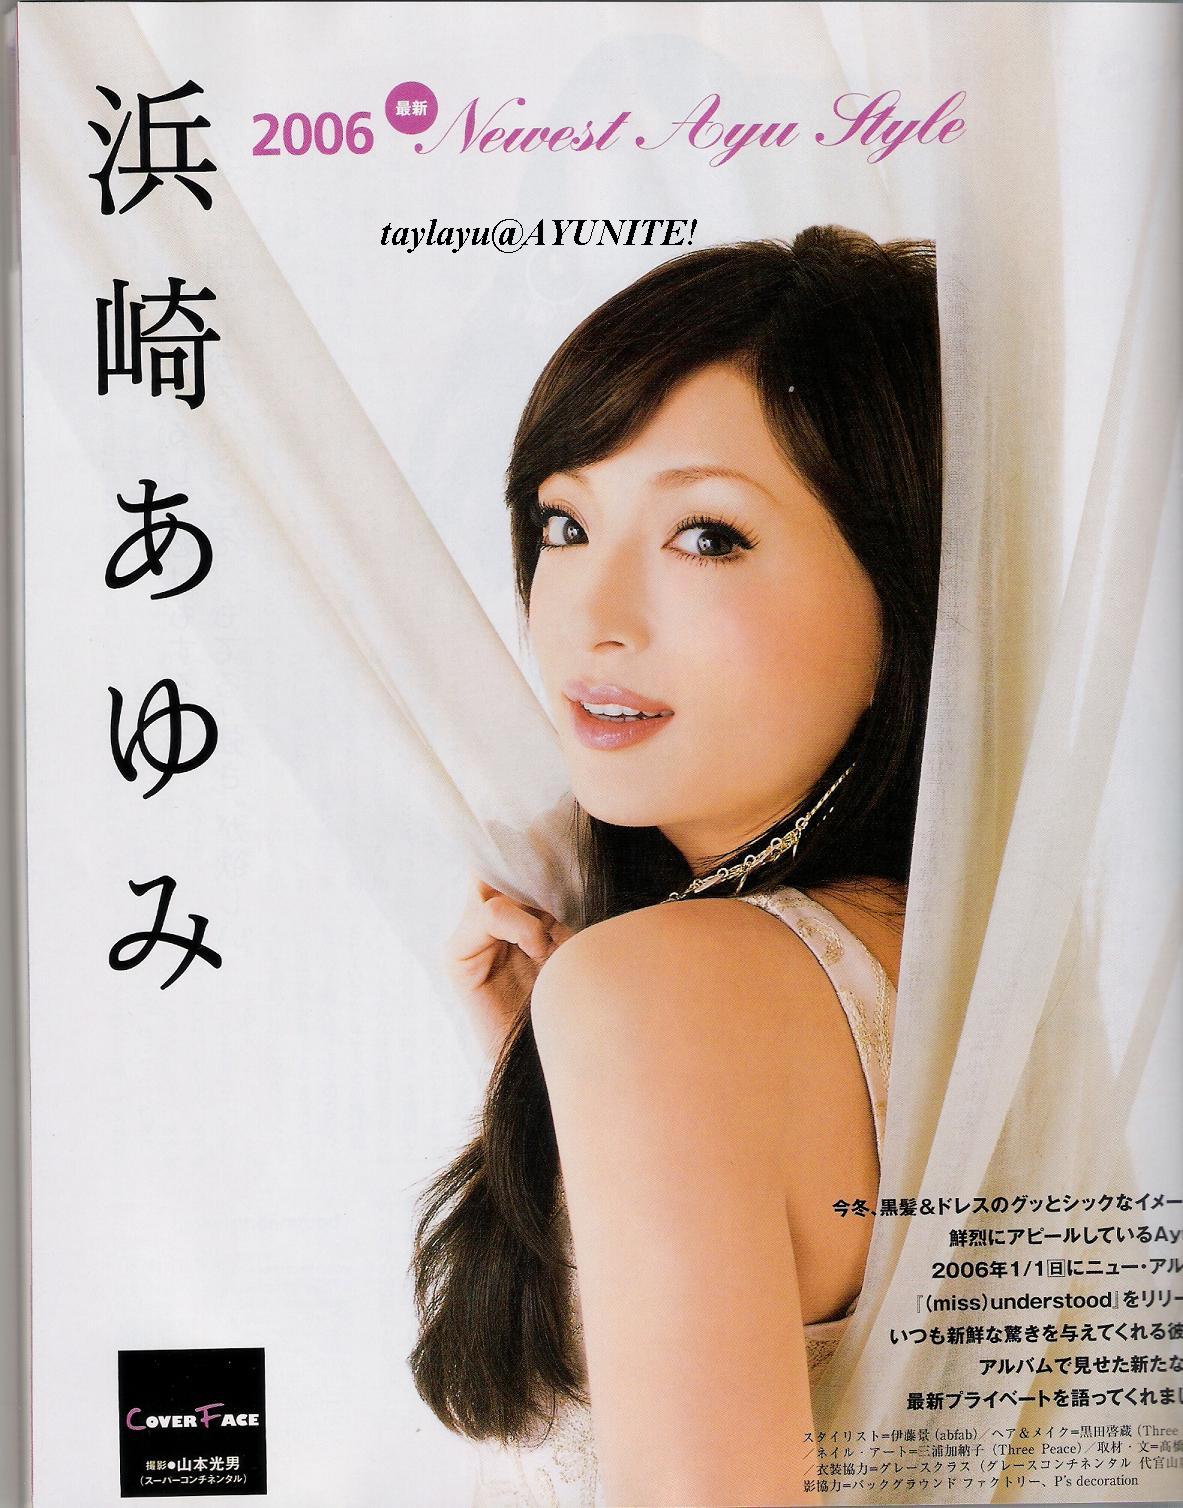 浜崎あゆみ
2006 最新 Newest Ayu Style
taylayu@AYUNITE!
今冬、黒髪&ドレスのグッとシックなイメー
鮮烈にアピールしているAy
2006年1/1日にニュー・アル
『(miss)understood』をリリー
いつも新鮮な驚きを与えてくれる彼
アルバムで見せた新たな
最新プライベートを語ってくれまし
スタイリスト=伊藤景 (abfab)/ヘア&メイク=黒田啓蔵 (Three
/ネイル・アート=三浦加納子 (Three Peace)/取材・文=高橋
/衣装協力=グレースクラス (グレースコンチネンタル 代官山
影協力=バックグラウンド ファクトリー、P's decoration
COVER FACE
撮影●山本光男
(スーパーコンチネンタル)